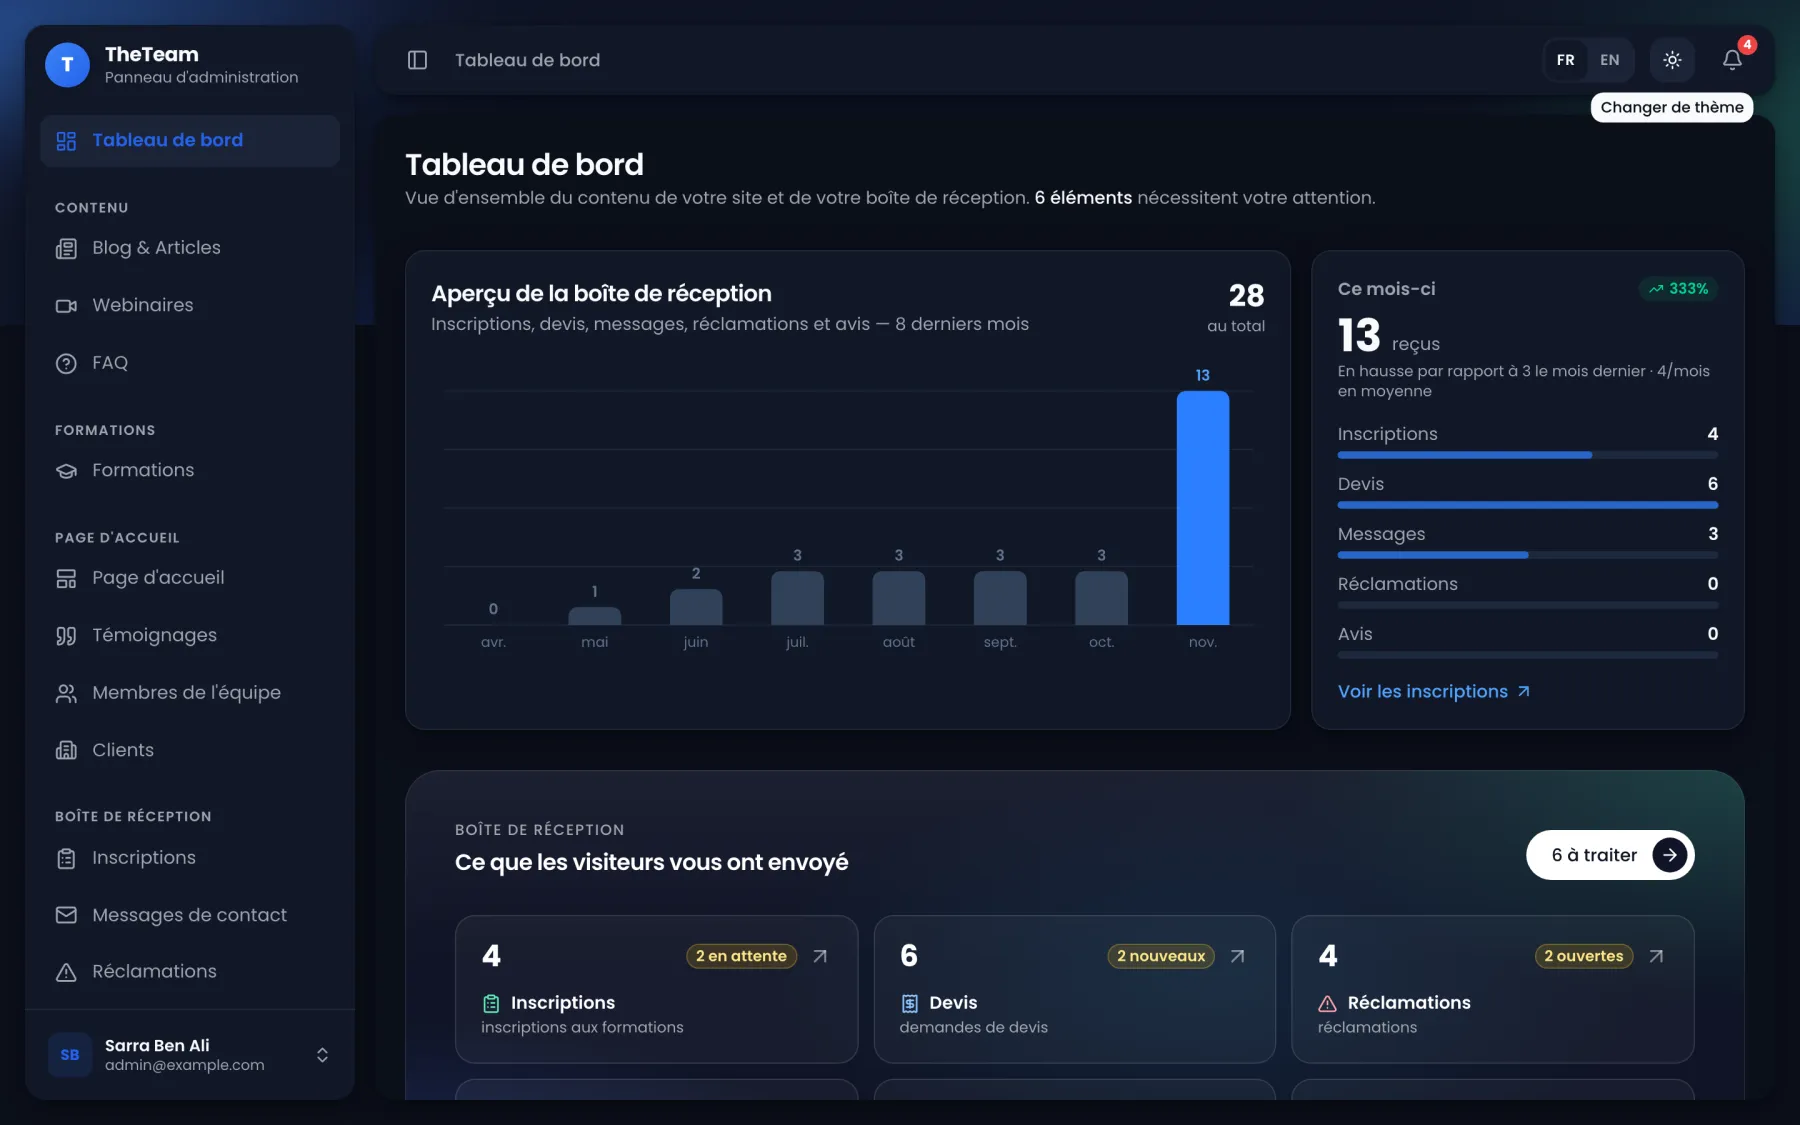 T
TheTeam
Panneau d'administration
Tableau de bord
CONTENU
Blog & Articles
Webinaires
FAQ
FORMATIONS
Formations
PAGE D'ACCUEIL
Page d'accueil
Témoignages
Membres de l'équipe
Clients
BOÎTE DE RÉCEPTION
Inscriptions
Messages de contact
Réclamations
SB
Sarra Ben Ali
admin@example.com
Tableau de bord
FR EN
4
Changer de thème
Tableau de bord
Vue d'ensemble du contenu de votre site et de votre boîte de réception. 6 éléments nécessitent votre attention.
Aperçu de la boîte de réception
Inscriptions, devis, messages, réclamations et avis — 8 derniers mois
28
au total
0 1 2 3 3 3 3 13
avr. mai juin juil. août sept. oct. nov.
Ce mois-ci
333%
13 reçus
En hausse par rapport à 3 le mois dernier · 4/mois
en moyenne
Inscriptions 4
Devis 6
Messages 3
Réclamations 0
Avis 0
Voir les inscriptions
BOÎTE DE RÉCEPTION
Ce que les visiteurs vous ont envoyé
6 à traiter
4
2 en attente
Inscriptions
inscriptions aux formations
6
2 nouveaux
Devis
demandes de devis
4
2 ouvertes
Réclamations
réclamations